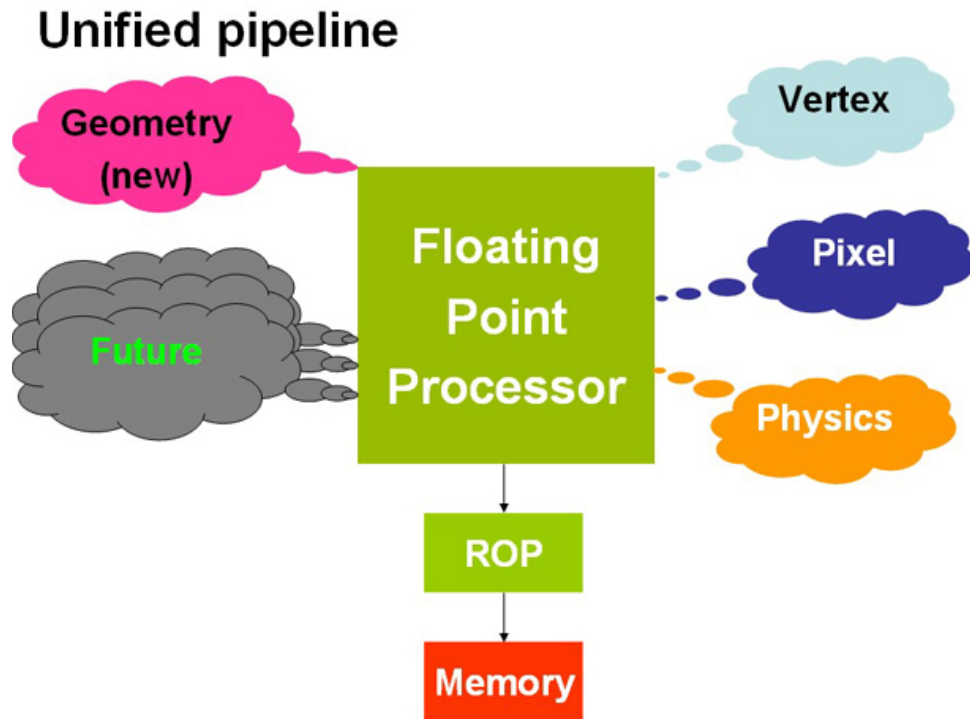 Unified pipeline
Geometry
(new)
Vertex
Floating
Point
Processor
Pixel
Future
Physics
ROP
Memory